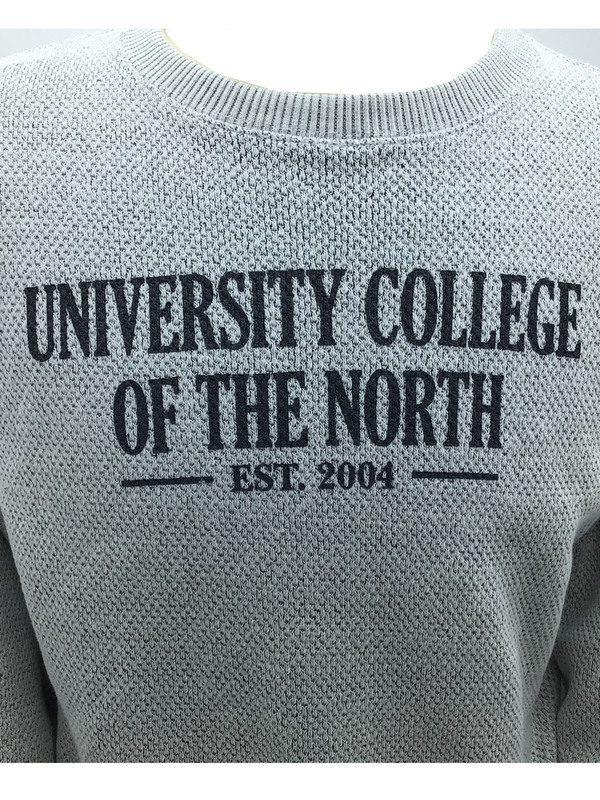 UNIVERSITY COLLEGE
OF THE NORTH
EST. 2004